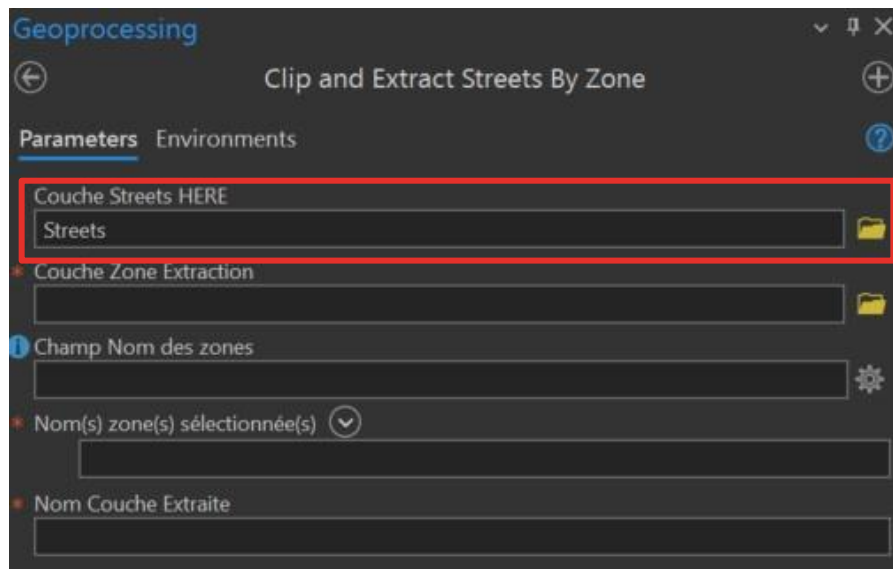 Geoprocessing
Clip and Extract Streets By Zone
Parameters Environments
Couche Streets HERE
Streets
* Couche Zone Extraction
Champ Nom des zones
* Nom(s) zone(s) sélectionnée(s)
* Nom Couche Extraite